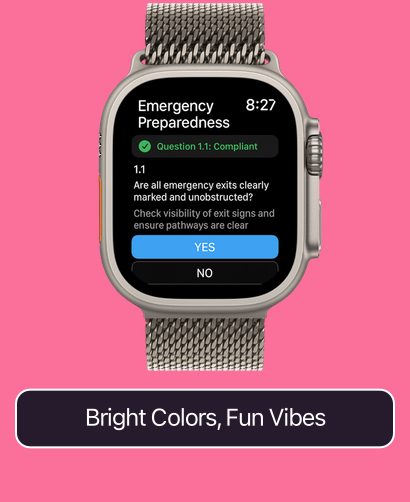 Emergency
Preparedness
8:27
Question 1.1: Compliant
1.1
Are all emergency exits clearly
marked and unobstructed?
Check visibility of exit signs and
ensure pathways are clear
YES
NO
Bright Colors, Fun Vibes